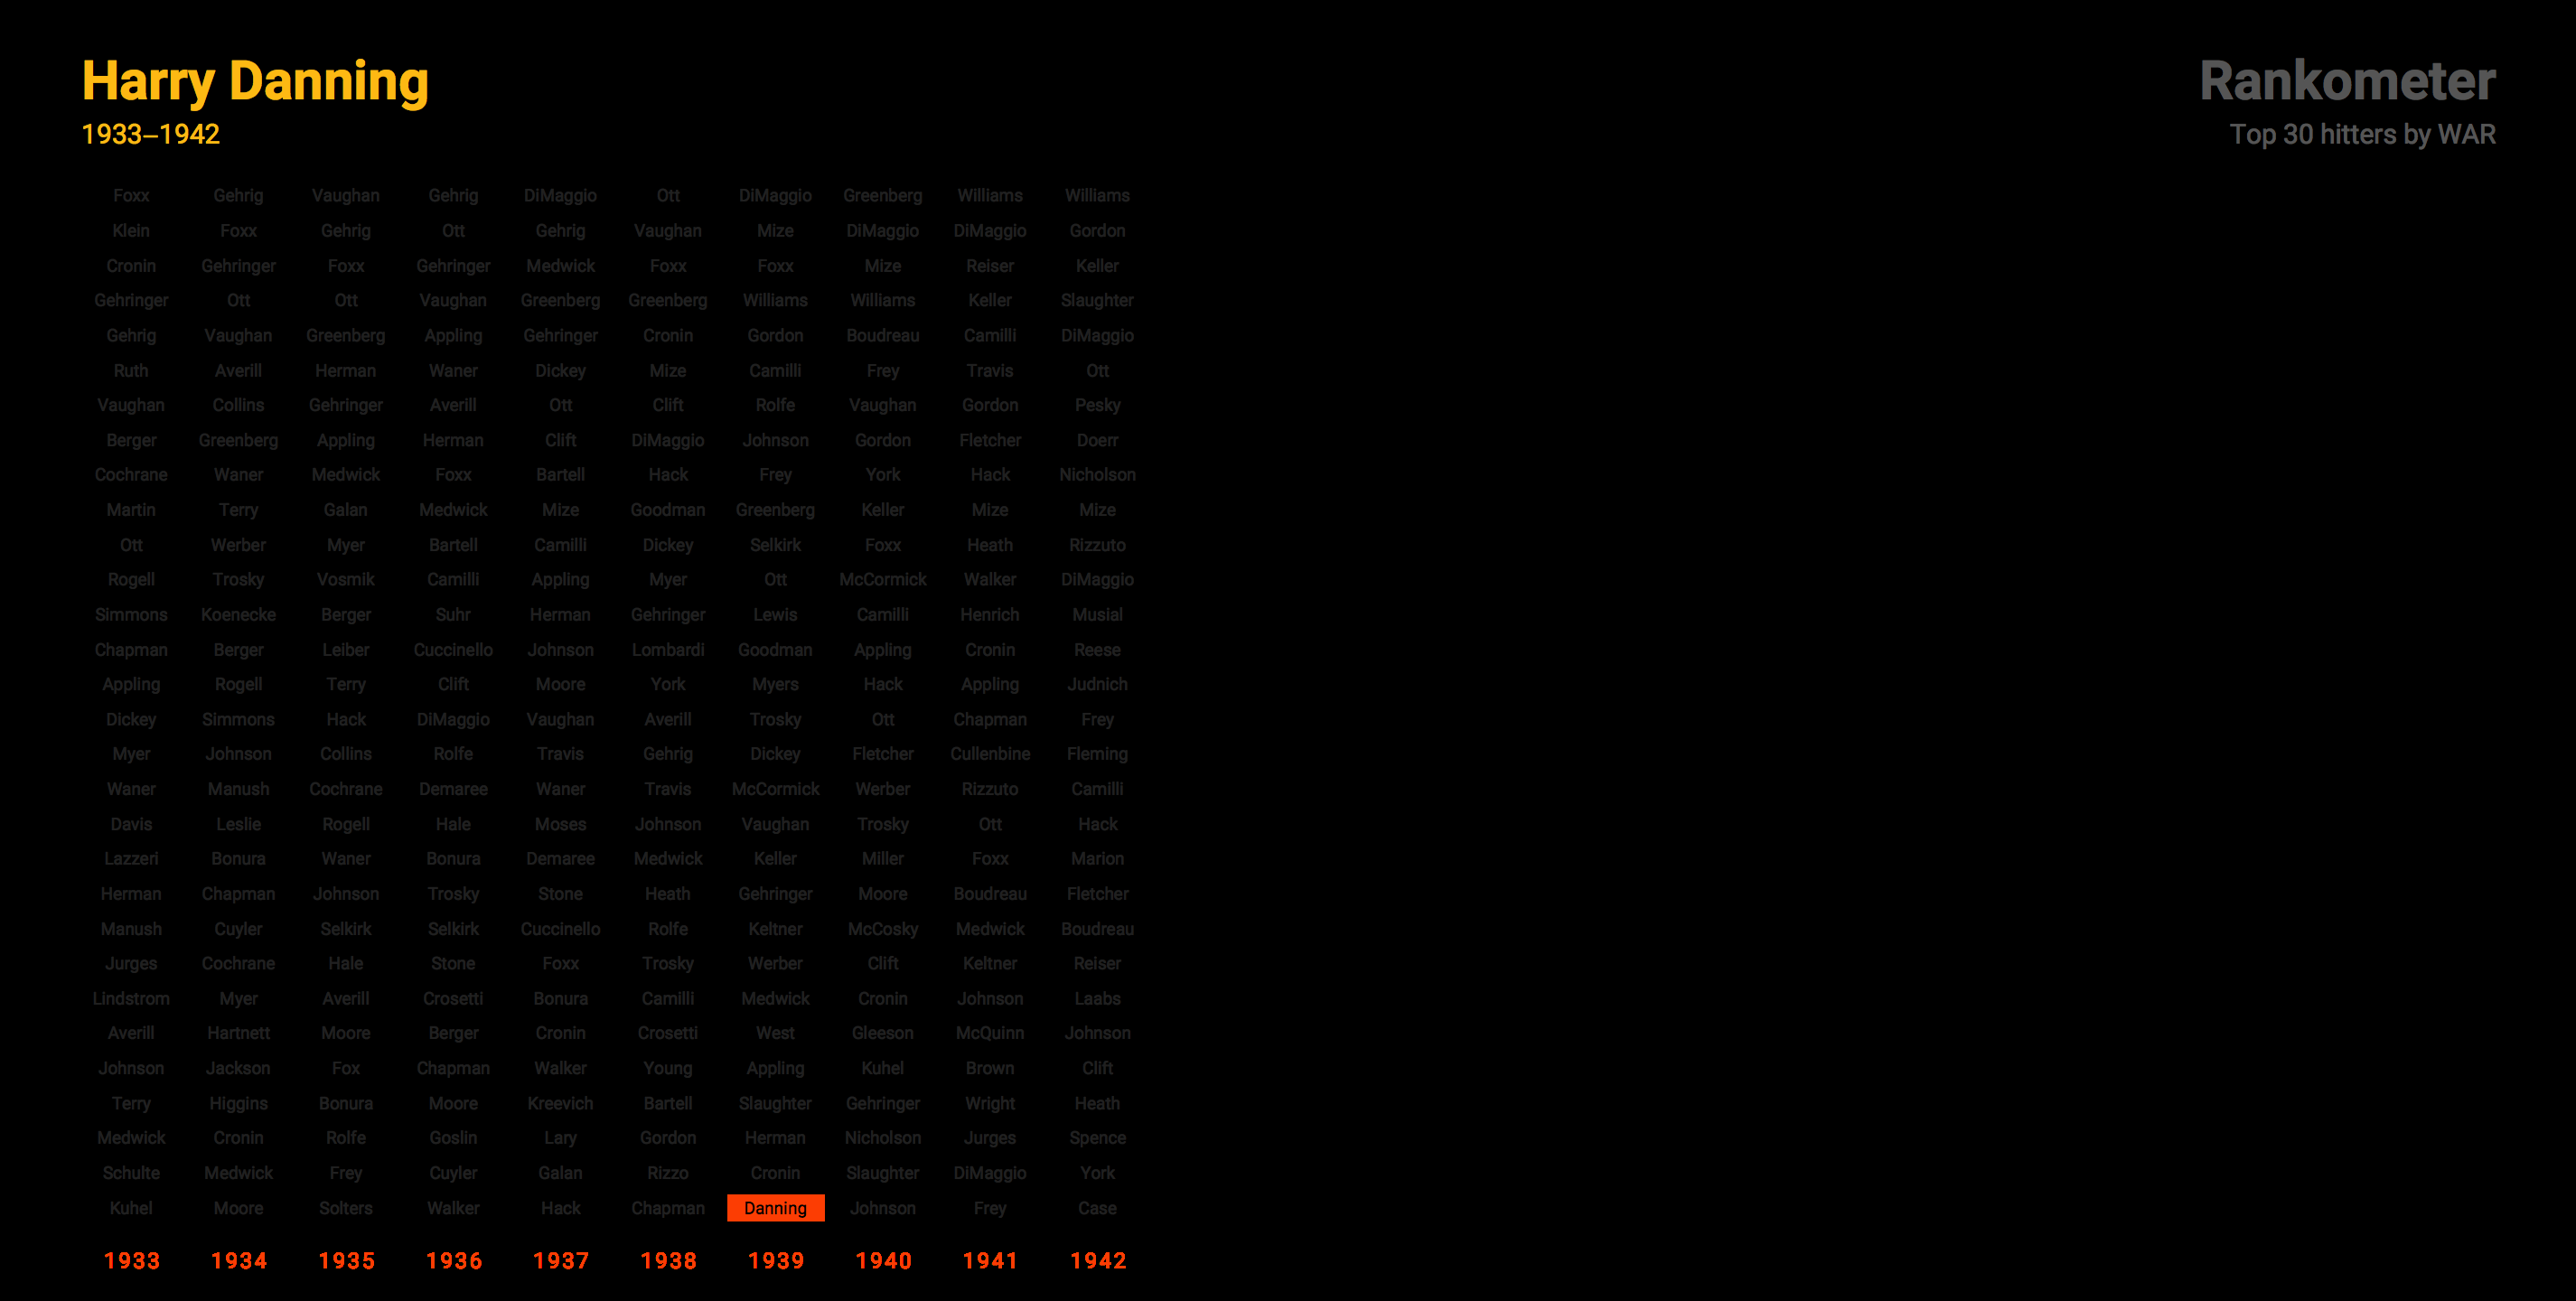 Harry Danning
1933–1942
Rankometer
Top 30 hitters by WAR
Foxx Gehrig Vaughan Gehrig DiMaggio Ott DiMaggio Greenberg Williams Williams
Klein Foxx Gehrig Ott Gehrig Vaughan Mize DiMaggio DiMaggio Gordon
Cronin Gehringer Foxx Gehringer Medwick Foxx Foxx Mize Reiser Keller
Gehringer Ott Ott Vaughan Greenberg Greenberg Williams Williams Keller Slaughter
Gehrig Vaughan Greenberg Appling Gehringer Cronin Gordon Boudreau Camilli DiMaggio
Ruth Averill Herman Waner Dickey Mize Camilli Frey Travis Ott
Vaughan Collins Gehringer Averill Ott Clift Rolfe Vaughan Gordon Pesky
Berger Greenberg Appling Herman Clift DiMaggio Johnson Gordon Fletcher Doerr
Cochrane Waner Medwick Foxx Bartell Hack Frey York Hack Nicholson
Martin Terry Galan Medwick Mize Goodman Greenberg Keller Mize Mize
Ott Werber Myer Bartell Camilli Dickey Selkirk Foxx Heath Rizzuto
Rogell Trosky Vosmik Camilli Appling Myer Ott McCormick Walker DiMaggio
Simmons Koenecke Berger Suhr Herman Gehringer Lewis Camilli Henrich Musial
Chapman Berger Leiber Cuccinello Johnson Lombardi Goodman Appling Cronin Reese
Appling Rogell Terry Clift Moore York Myers Hack Appling Judnich
Dickey Simmons Hack DiMaggio Vaughan Averill Trosky Ott Chapman Frey
Myer Johnson Collins Rolfe Travis Gehrig Dickey Fletcher Cullenbine Fleming
Waner Manush Cochrane Demaree Waner Travis McCormick Werber Rizzuto Camilli
Davis Leslie Rogell Hale Moses Johnson Vaughan Trosky Ott Hack
Lazzeri Bonura Waner Bonura Demaree Medwick Keller Miller Foxx Marion
Herman Chapman Johnson Trosky Stone Heath Gehringer Moore Boudreau Fletcher
Manush Cuyler Selkirk Selkirk Cuccinello Rolfe Keltner McCosky Medwick Boudreau
Jurges Cochrane Hale Stone Foxx Trosky Werber Clift Keltner Reiser
Lindstrom Myer Averill Crosetti Bonura Camilli Medwick Cronin Johnson Laabs
Averill Hartnett Moore Berger Cronin Crosetti West Gleeson McQuinn Johnson
Johnson Jackson Fox Chapman Walker Young Appling Kuhel Brown Clift
Terry Higgins Bonura Moore Kreevich Bartell Slaughter Gehringer Wright Heath
Medwick Cronin Rolfe Goslin Lary Gordon Herman Nicholson Jurges Spence
Schulte Medwick Frey Cuyler Galan Rizzo Cronin Slaughter DiMaggio York
Kuhel Moore Solters Walker Hack Chapman Danning Johnson Frey Case
1933 1934 1935 1936 1937 1938 1939 1940 1941 1942